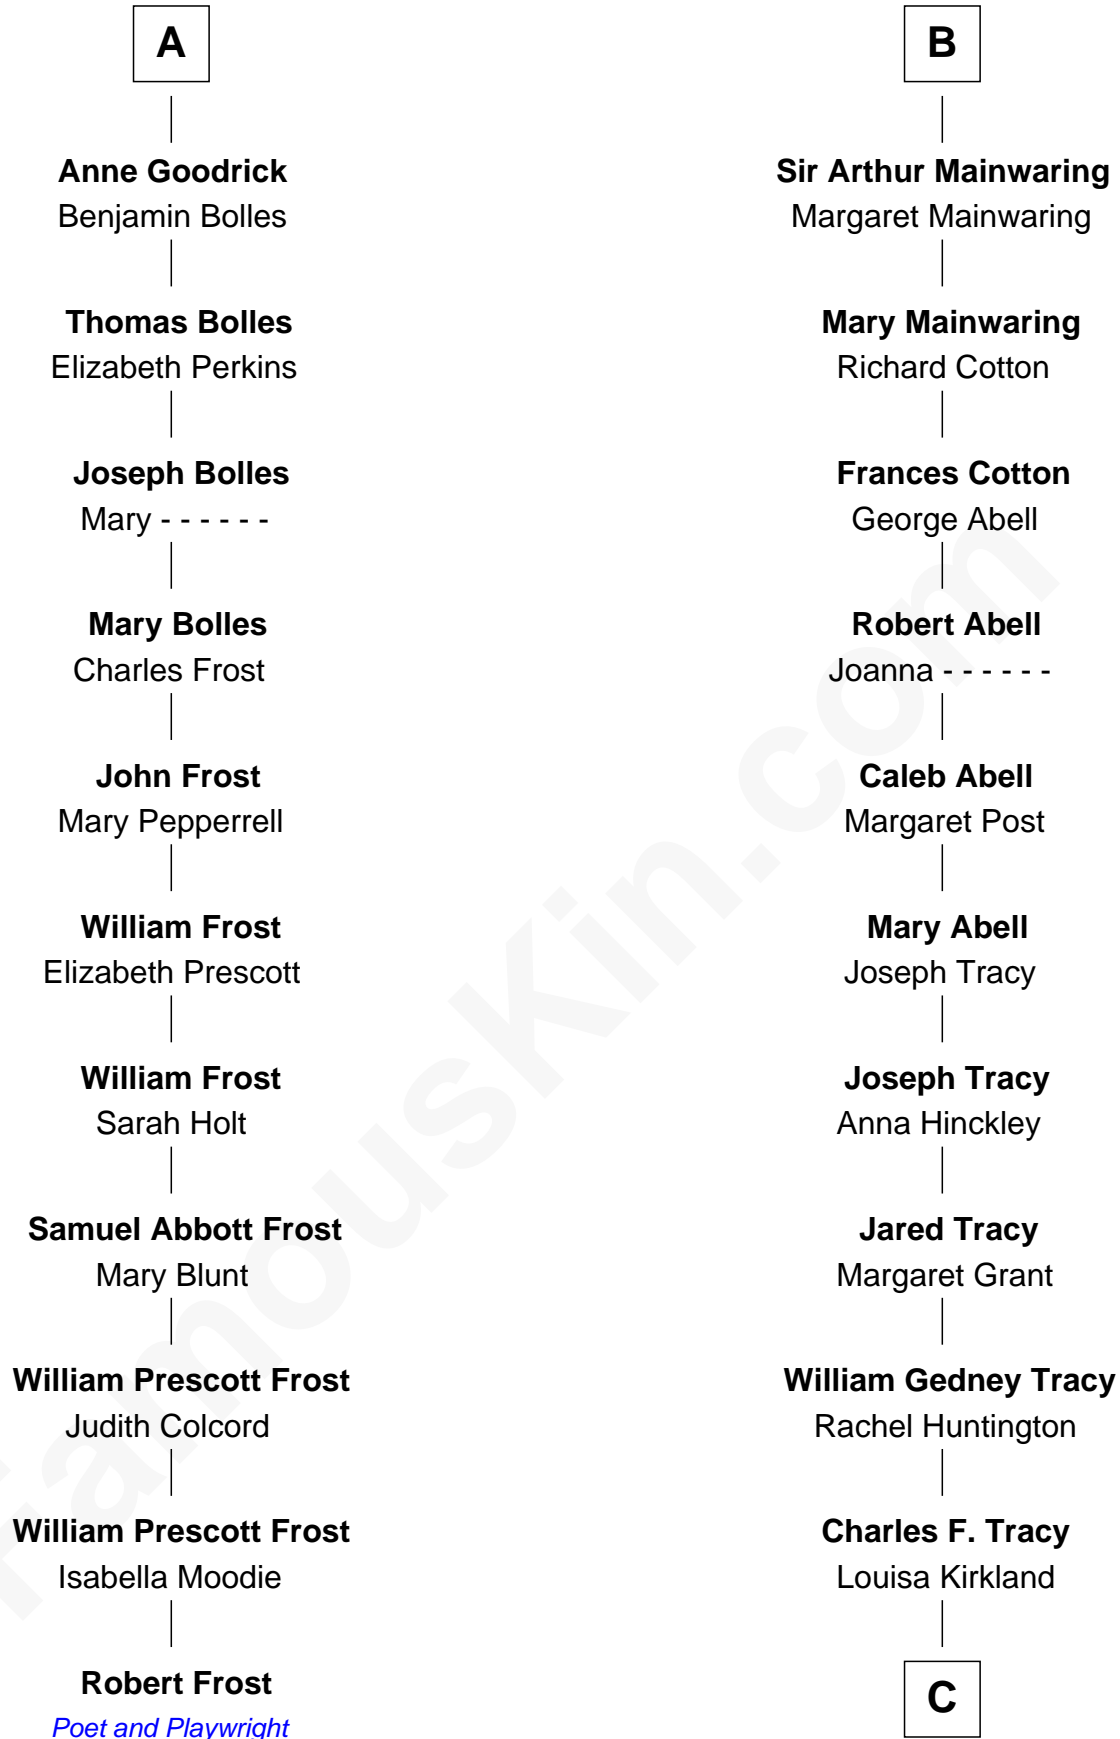 A
Anne Goodrick
Benjamin Bolles
Thomas Bolles
Elizabeth Perkins
Joseph Bolles
Mary - - - - - -
Mary Bolles
Charles Frost
John Frost
Mary Pepperrell
William Frost
Elizabeth Prescott
William Frost
Sarah Holt
Samuel Abbott Frost
Mary Blunt
William Prescott Frost
Judith Colcord
William Prescott Frost
Isabella Moodie
Robert Frost
Poet and Playwright
B
Sir Arthur Mainwaring
Margaret Mainwaring
Mary Mainwaring
Richard Cotton
Frances Cotton
George Abell
Robert Abell
Joanna - - - - - -
Caleb Abell
Margaret Post
Mary Abell
Joseph Tracy
Joseph Tracy
Anna Hinckley
Jared Tracy
Margaret Grant
William Gedney Tracy
Rachel Huntington
Charles F. Tracy
Louisa Kirkland
C
FamousKin.com